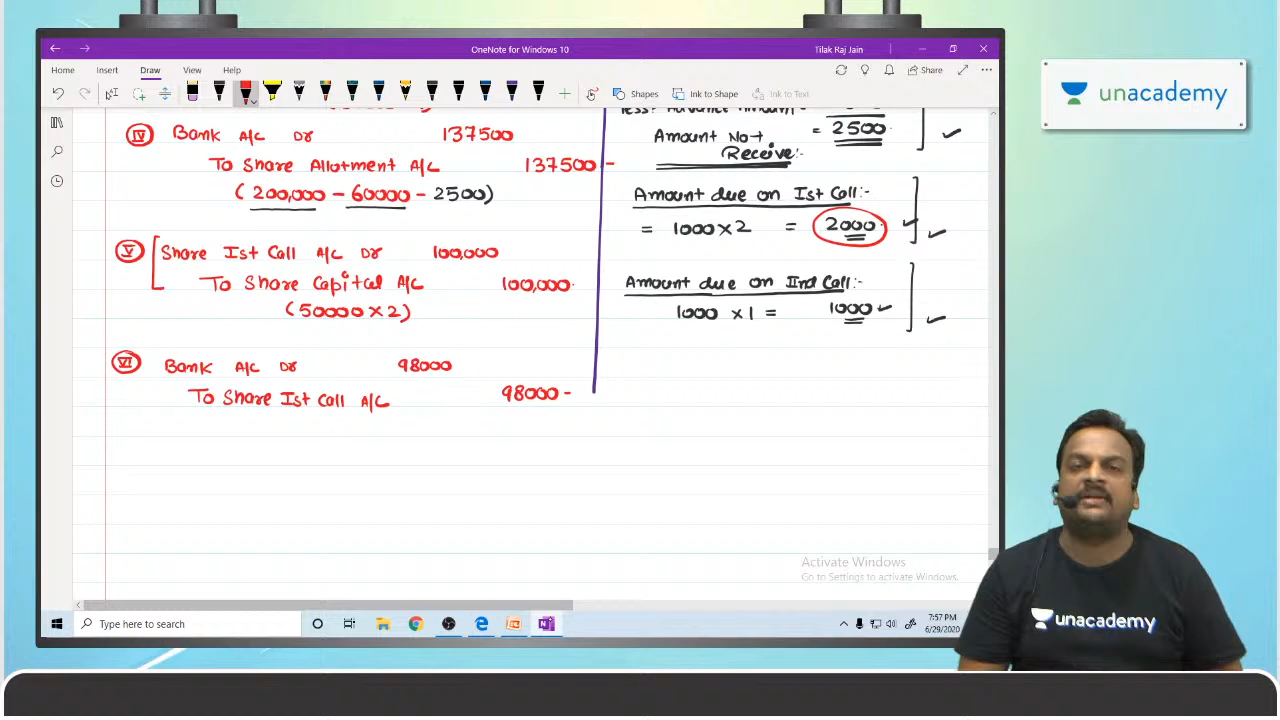 OneNote for Windows 10
Tilak Raj Jain
Home Insert Draw View Help
Share
Shapes
Ink to Shape
Ink to Text
IV Bank A/C Dr 137500
To Share Allotment A/C 137500 -
(200,000 - 60000 - 2500)
V Share Ist Call A/C Dr 100,000
To Share Capital A/C 100,000
(50000 × 2)
VI Bank A/C Dr 98000
To Share Ist Call A/C 98000 -
less: Advance Amount =
Amount Not = 2500
Receive:-
Amount due on Ist Call:-
= 1000 × 2 = 2000
Amount due on IInd Call:-
1000 × 1 = 1000
Activate Windows
Go to Settings to activate Windows.
Type here to search
7:57 PM
6/29/2020
unacademy
unacademy